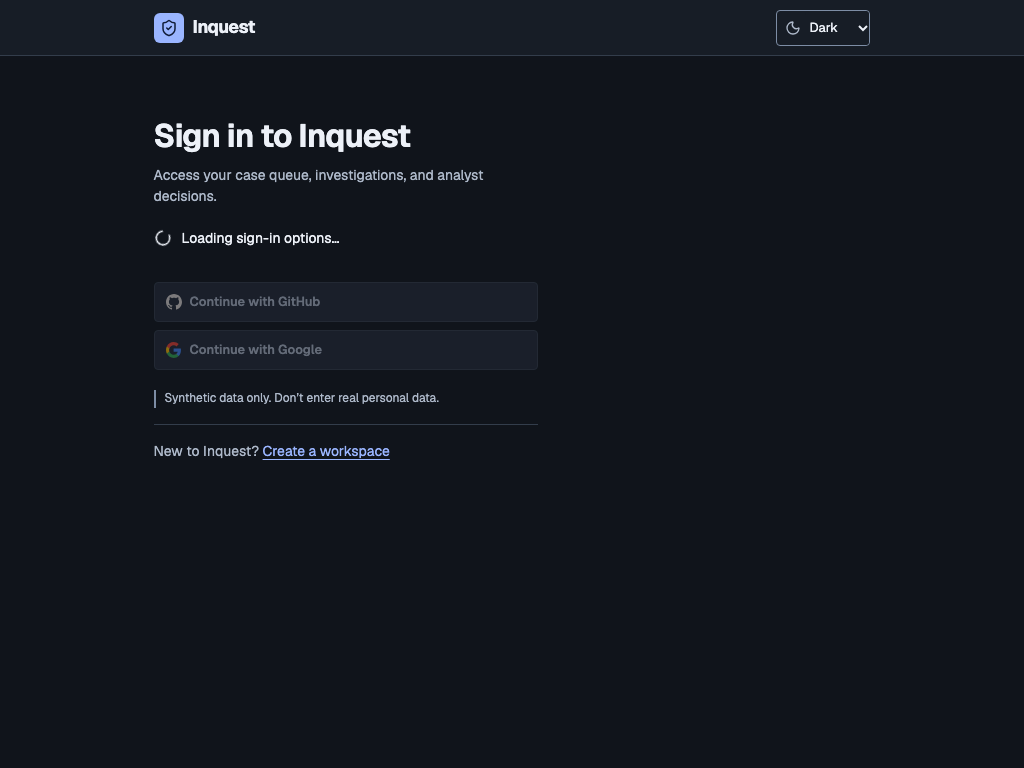 Inquest
Dark
Sign in to Inquest
Access your case queue, investigations, and analyst
decisions.
Loading sign-in options…
Continue with GitHub
Continue with Google
Synthetic data only. Don't enter real personal data.
New to Inquest? Create a workspace